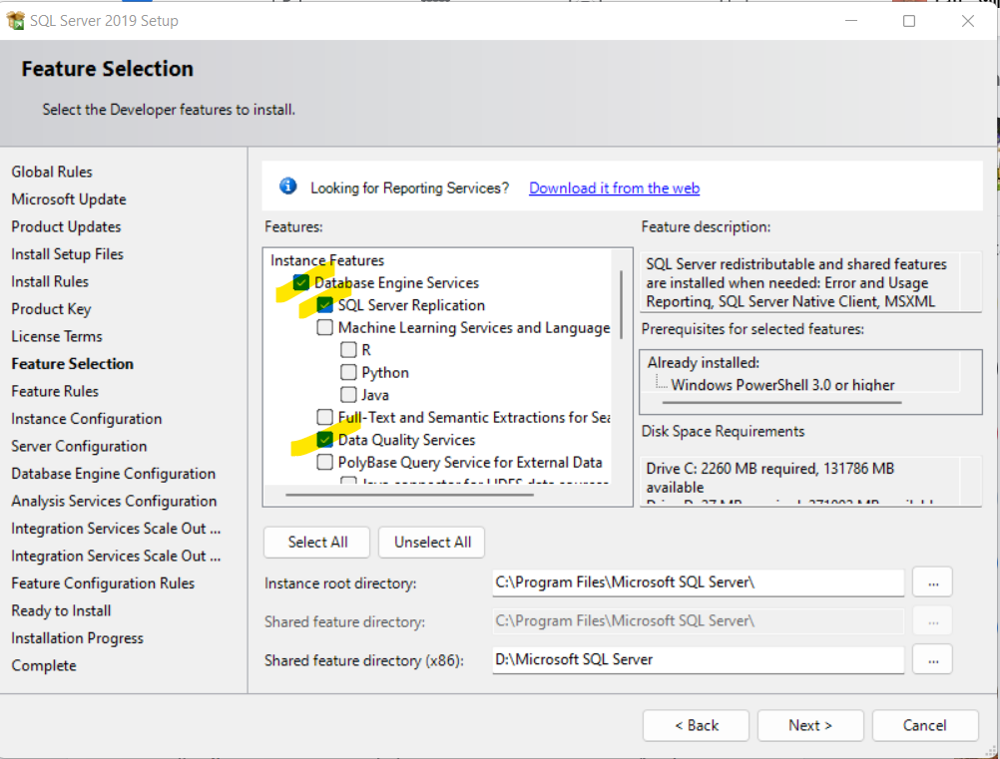 SQL Server 2019 Setup
Feature Selection
Select the Developer features to install.
Global Rules
Microsoft Update
Product Updates
Install Setup Files
Install Rules
Product Key
License Terms
Feature Selection
Feature Rules
Instance Configuration
Server Configuration
Database Engine Configuration
Analysis Services Configuration
Integration Services Scale Out ...
Integration Services Scale Out ...
Feature Configuration Rules
Ready to Install
Installation Progress
Complete
Looking for Reporting Services? Download it from the web
Features:
Instance Features
Database Engine Services
SQL Server Replication
Machine Learning Services and Language
R
Python
Java
Full-Text and Semantic Extractions for Sea
Data Quality Services
PolyBase Query Service for External Data
Java connector for HDFS data sources
Select All
Unselect All
Feature description:
SQL Server redistributable and shared features
are installed when needed: Error and Usage
Reporting, SQL Server Native Client, MSXML
Prerequisites for selected features:
Already installed:
Windows PowerShell 3.0 or higher
Disk Space Requirements
Drive C: 2260 MB required, 131786 MB
available
Instance root directory:
C:\Program Files\Microsoft SQL Server\
...
Shared feature directory:
C:\Program Files\Microsoft SQL Server\
...
Shared feature directory (x86):
D:\Microsoft SQL Server
...
< Back
Next >
Cancel